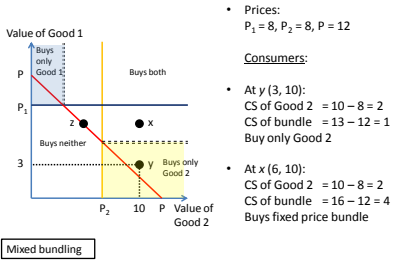 Value of Good 1
Buys
only
Good 1
P
Buys both
P1
z
x
Buys neither
3
y
Buys only
Good 2
P2
10
P
Value of
Good 2
Mixed bundling
• Prices:
P1 = 8, P2 = 8, P = 12
Consumers:
• At y (3, 10):
CS of Good 2 = 10 – 8 = 2
CS of bundle = 13 – 12 = 1
Buy only Good 2
• At x (6, 10):
CS of Good 2 = 10 – 8 = 2
CS of bundle = 16 – 12 = 4
Buys fixed price bundle